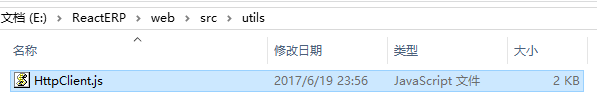 文档 (E:) › ReactERP › web › src › utils
名称 修改日期 类型 大小
HttpClient.js 2017/6/19 23:56 JavaScript 文件 2 KB